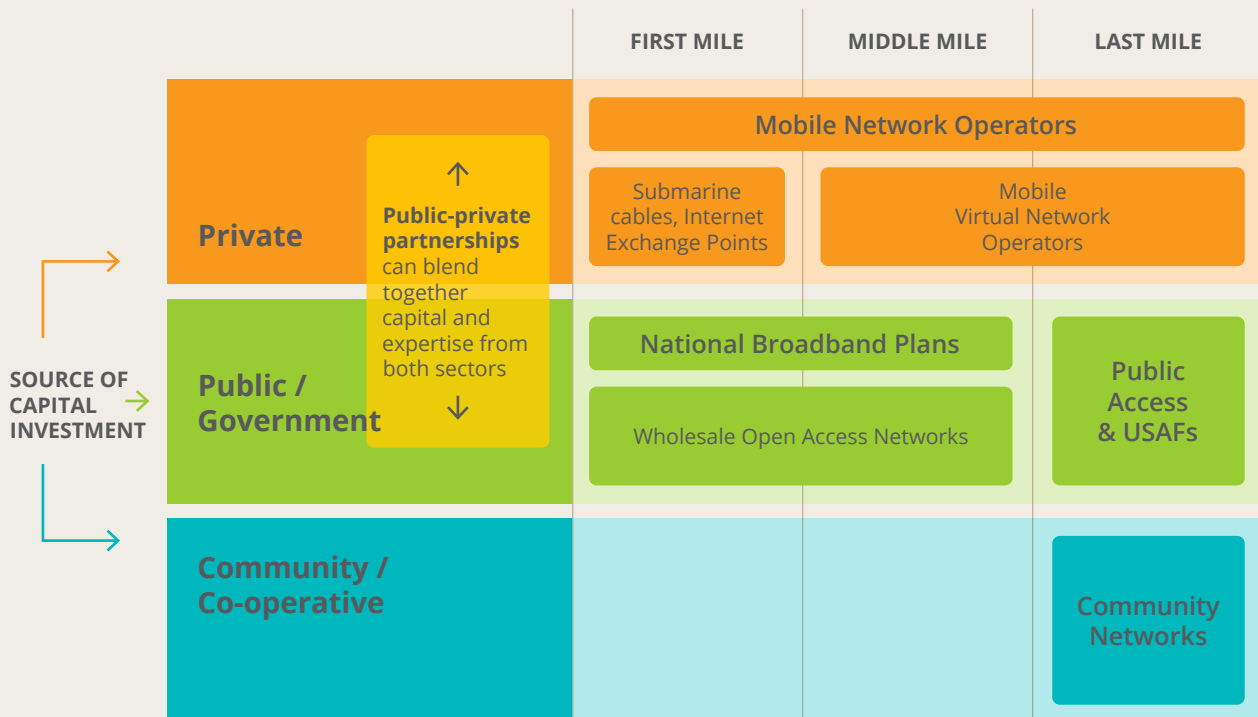 FIRST MILE
MIDDLE MILE
LAST MILE
SOURCE OF
CAPITAL
INVESTMENT
Private
Public-private
partnerships
can blend
together
capital and
expertise from
both sectors
Mobile Network Operators
Submarine
cables, Internet
Exchange Points
Mobile
Virtual Network
Operators
Public /
Government
National Broadband Plans
Wholesale Open Access Networks
Public
Access
& USAFs
Community /
Co-operative
Community
Networks